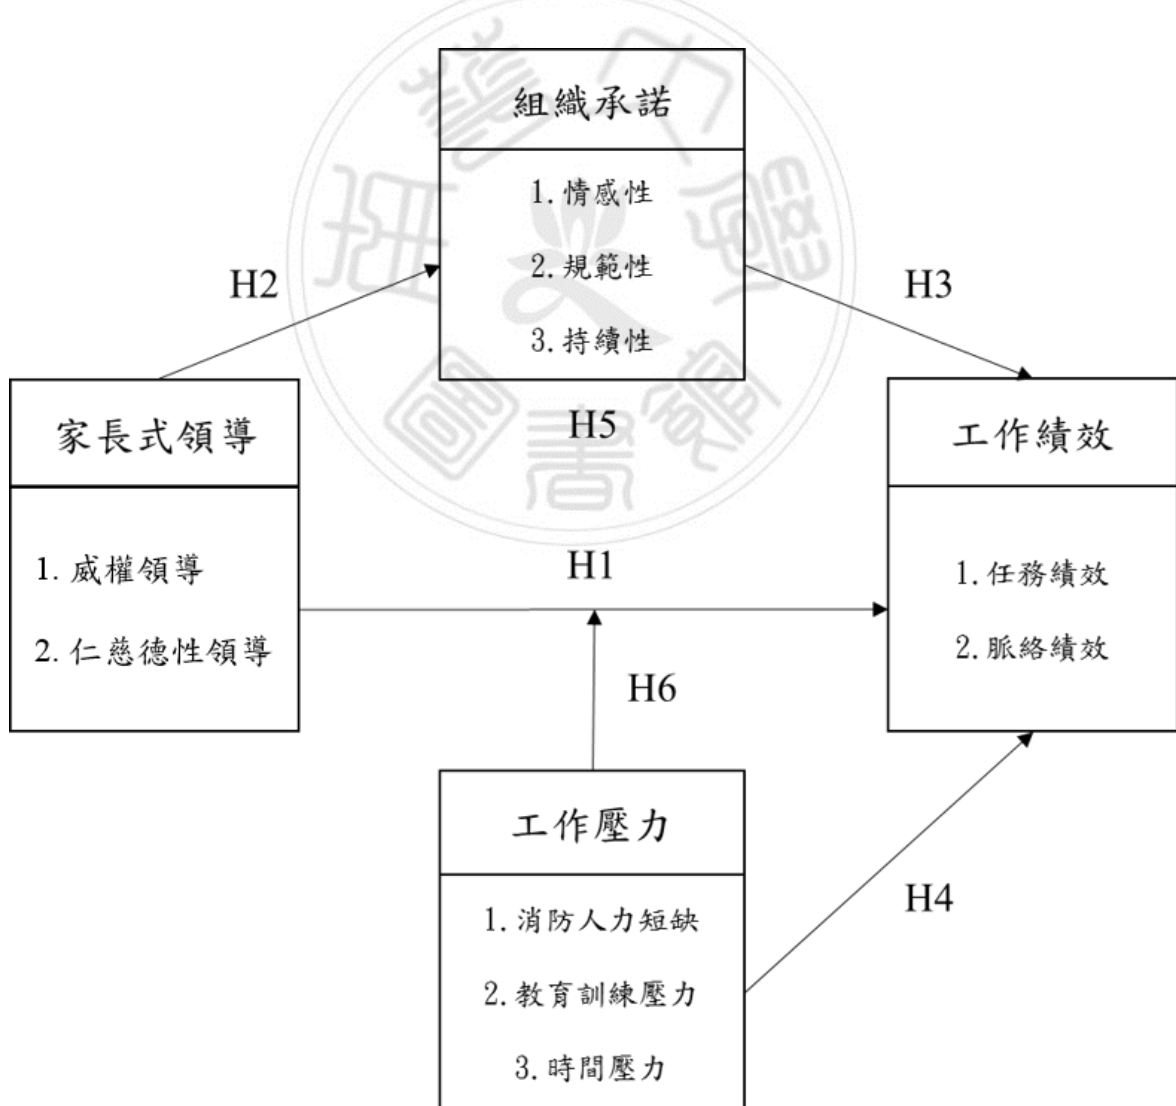 組織承諾
1.情感性
2.規範性
3.持續性
H2
H3
H5
家長式領導
1.威權領導
2.仁慈德性領導
H1
工作績效
1.任務績效
2.脈絡績效
H6
工作壓力
1.消防人力短缺
2.教育訓練壓力
3.時間壓力
H4